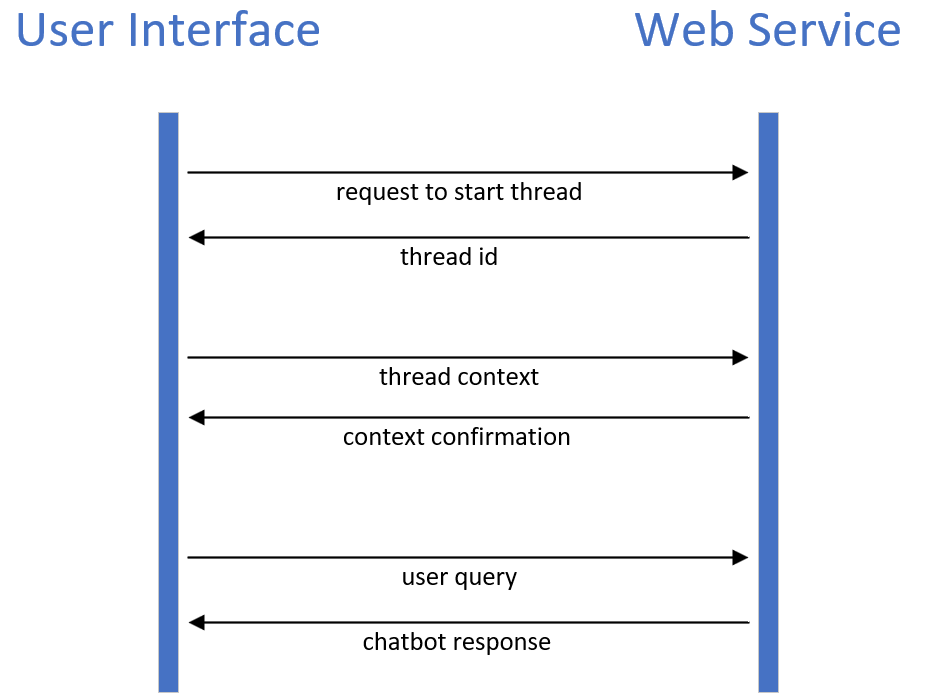 User Interface
Web Service
request to start thread
thread id
thread context
context confirmation
user query
chatbot response